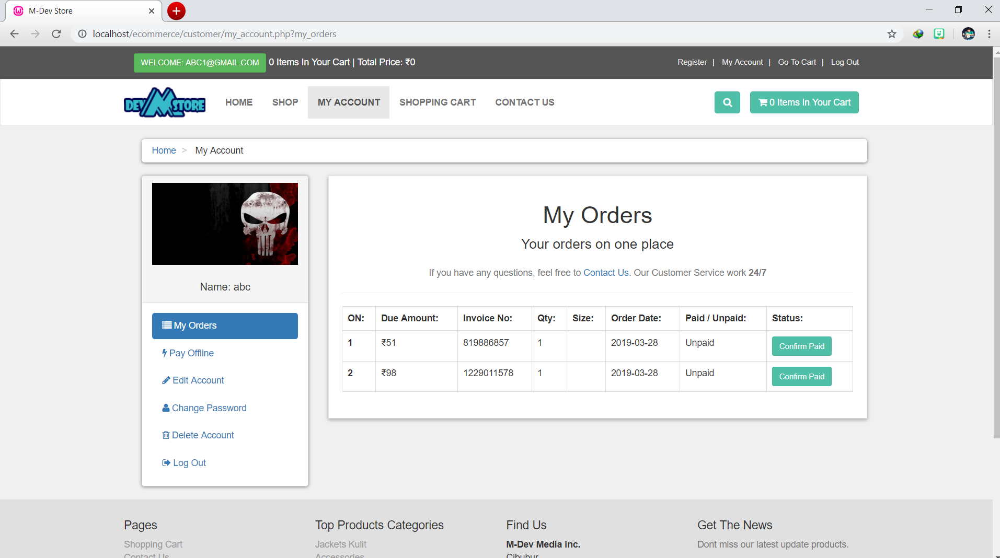 M-Dev Store
localhost/ecommerce/customer/my_account.php?my_orders
WELCOME: ABC1@GMAIL.COM 0 Items In Your Cart | Total Price: ₹0
Register | My Account | Go To Cart | Log Out
DEV M STORE
HOME SHOP MY ACCOUNT SHOPPING CART CONTACT US
0 Items In Your Cart
Home > My Account
Name: abc
My Orders
Pay Offline
Edit Account
Change Password
Delete Account
Log Out
My Orders
Your orders on one place
If you have any questions, feel free to Contact Us. Our Customer Service work 24/7
ON: Due Amount: Invoice No: Qty: Size: Order Date: Paid / Unpaid: Status:
1 ₹51 819886857 1 2019-03-28 Unpaid Confirm Paid
2 ₹98 1229011578 1 2019-03-28 Unpaid Confirm Paid
Pages
Shopping Cart
Contact Us
Top Products Categories
Jackets Kulit
Accessories
Find Us
M-Dev Media inc.
Cibubur
Get The News
Dont miss our latest update products.